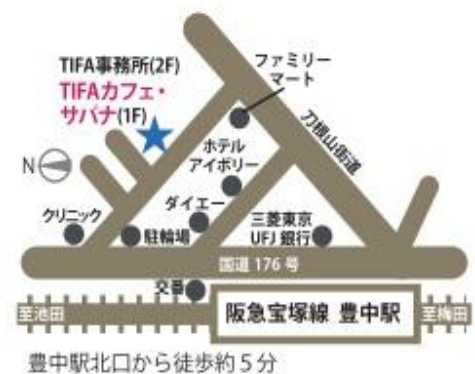 TIFA事務所(2F)
TIFAカフェ・
サバナ(1F)
ファミリー
マート
刀根山街道
ホテル
アイボリー
N
ダイエー
クリニック
駐輪場
三菱東京
UFJ 銀行
国道 176 号
交番
至池田
阪急宝塚線 豊中駅
至梅田
豊中駅北口から徒歩約 5 分